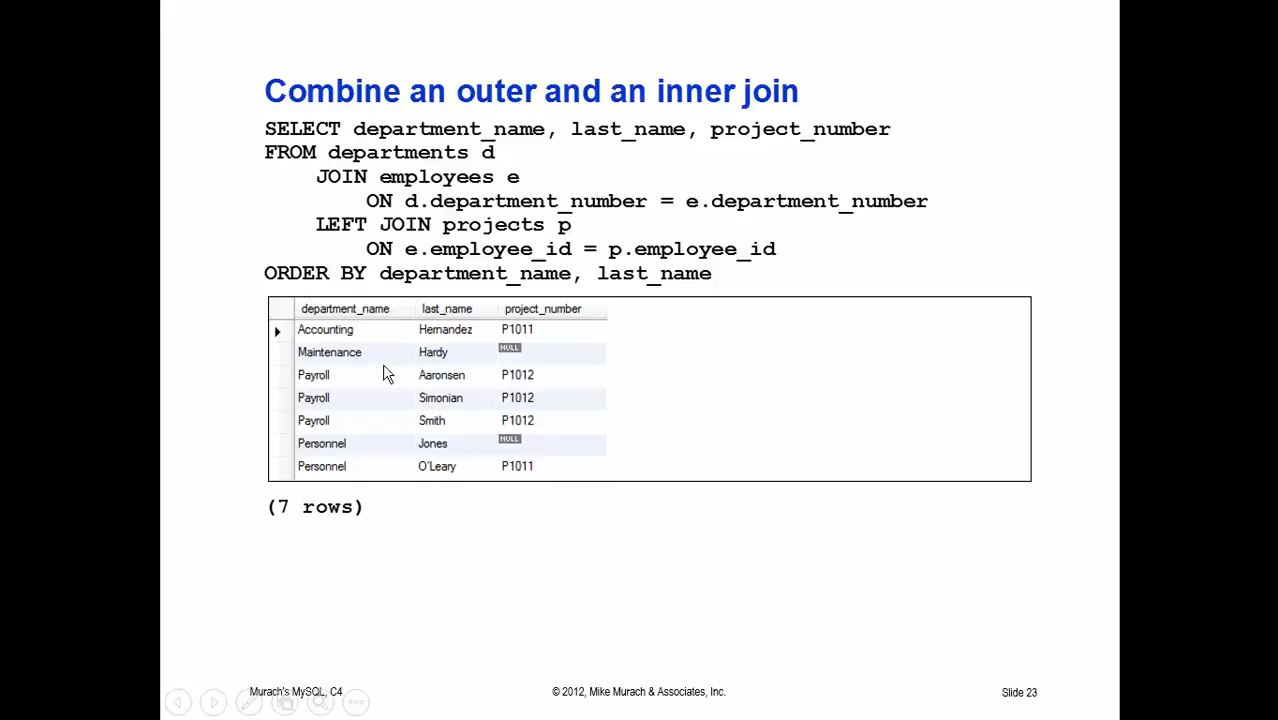 Combine an outer and an inner join
SELECT department_name, last_name, project_number
FROM departments d
JOIN employees e
ON d.department_number = e.department_number
LEFT JOIN projects p
ON e.employee_id = p.employee_id
ORDER BY department_name, last_name
department_name last_name project_number
Accounting Hernandez P1011
Maintenance Hardy NULL
Payroll Aaronsen P1012
Payroll Simonian P1012
Payroll Smith P1012
Personnel Jones NULL
Personnel O'Leary P1011
(7 rows)
Murach's MySQL, C4 © 2012, Mike Murach & Associates, Inc. Slide 23